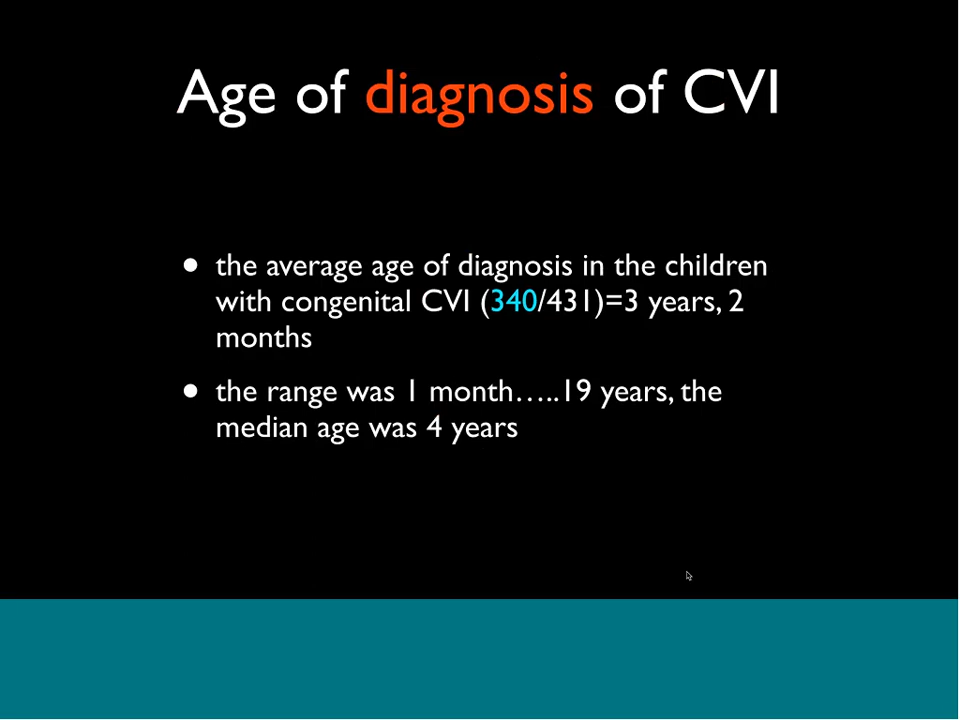 Age of diagnosis of CVI
• the average age of diagnosis in the children
with congenital CVI (340/431)=3 years, 2
months
• the range was 1 month…..19 years, the
median age was 4 years